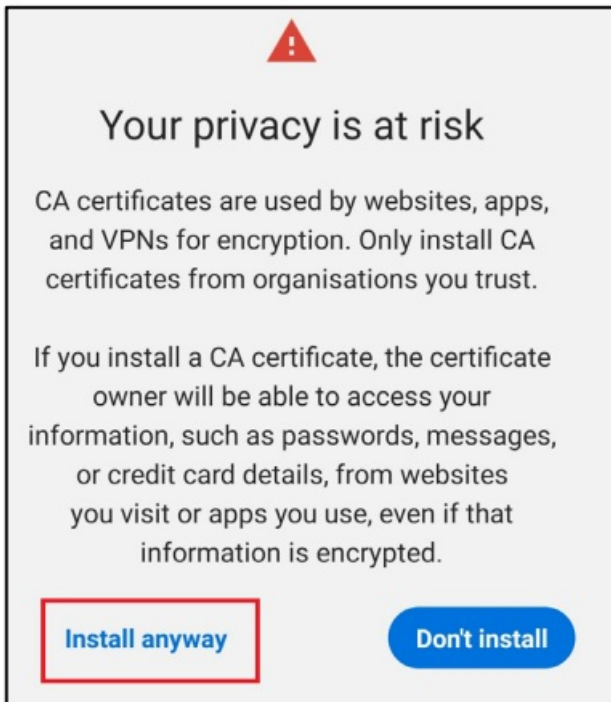 Your privacy is at risk
CA certificates are used by websites, apps,
and VPNs for encryption. Only install CA
certificates from organisations you trust.
If you install a CA certificate, the certificate
owner will be able to access your
information, such as passwords, messages,
or credit card details, from websites
you visit or apps you use, even if that
information is encrypted.
Install anyway
Don't install